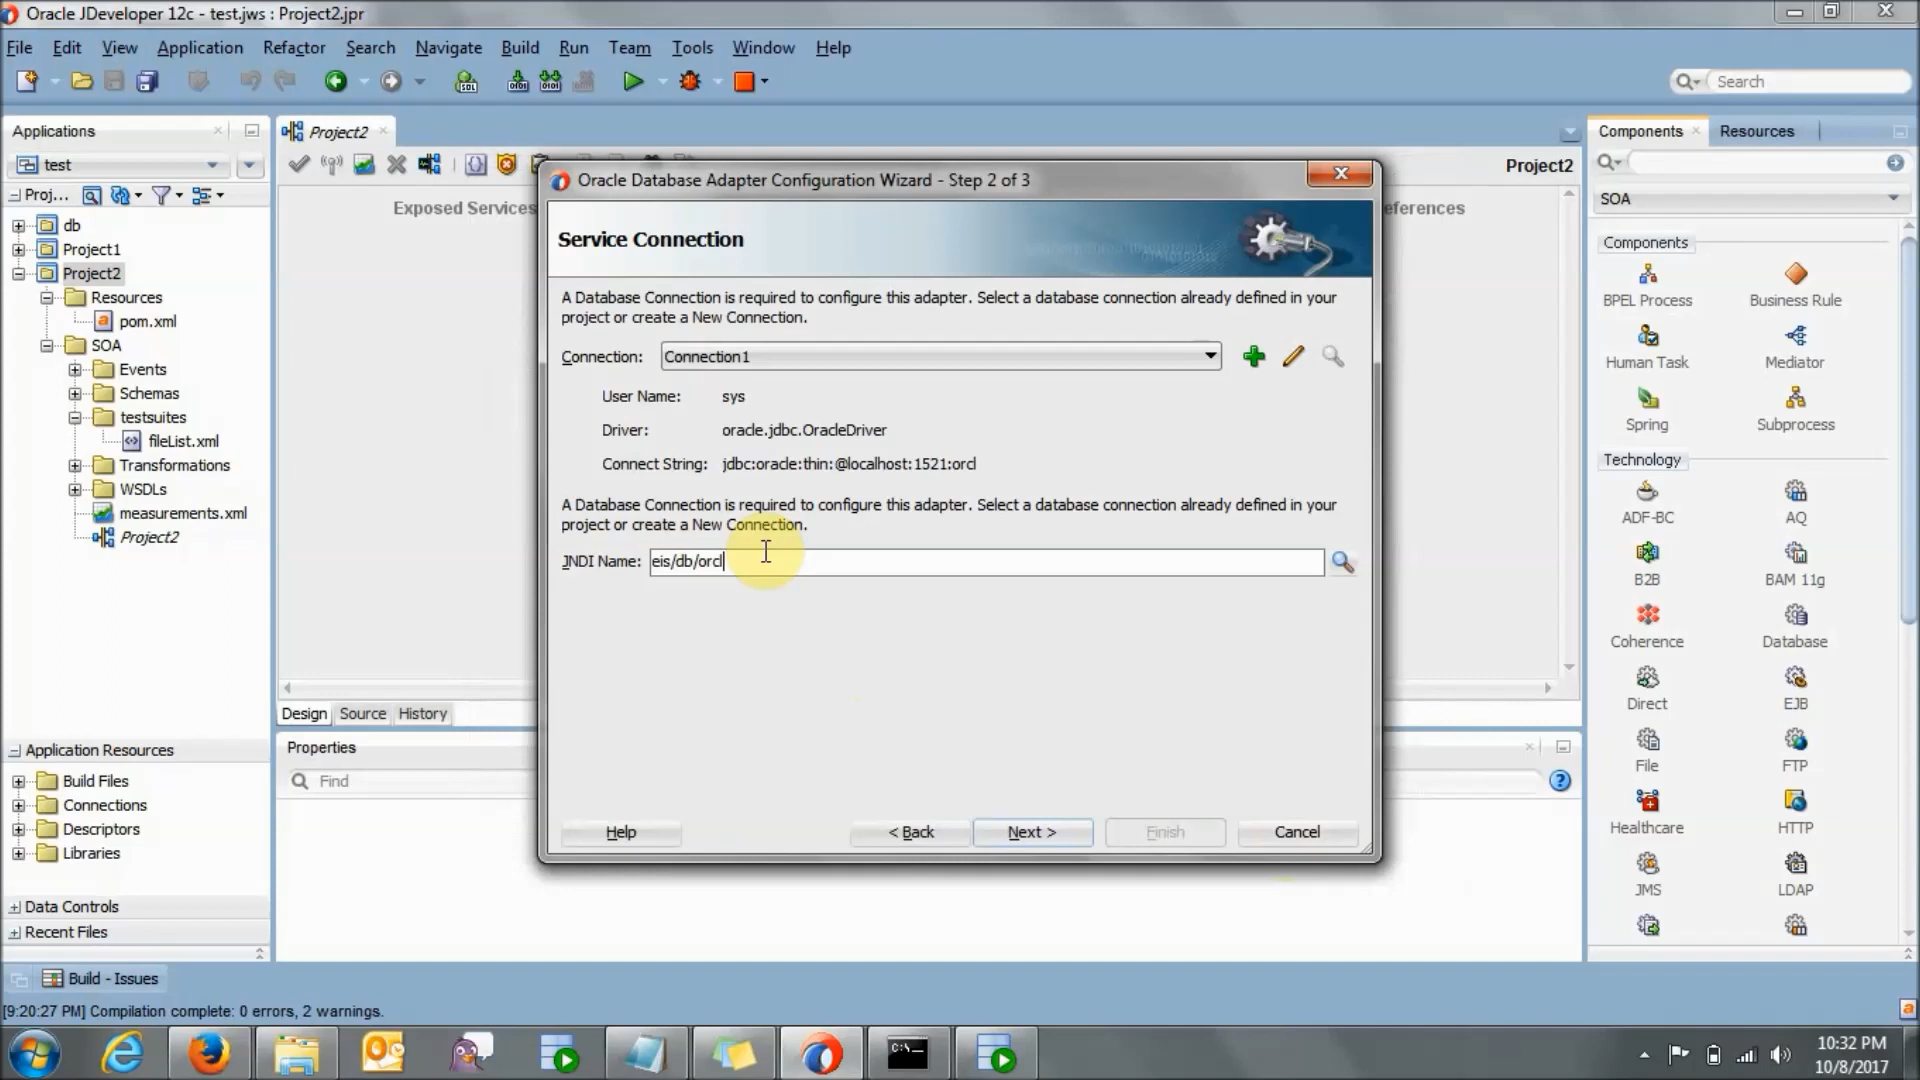 Oracle JDeveloper 12c - test.jws : Project2.jpr
File Edit View Application Refactor Search Navigate Build Run Team Tools Window Help
Search
Applications
test
Proj...
db
Project1
Project2
Resources
pom.xml
SOA
Events
Schemas
testsuites
fileList.xml
Transformations
WSDLs
measurements.xml
Project2
Application Resources
Build Files
Connections
Descriptors
Libraries
Data Controls
Recent Files
Project2
Project2
Exposed Services
eferences
Design Source History
Properties
Find
Oracle Database Adapter Configuration Wizard - Step 2 of 3
Service Connection
A Database Connection is required to configure this adapter. Select a database connection already defined in your
project or create a New Connection.
Connection: Connection1
User Name: sys
Driver: oracle.jdbc.OracleDriver
Connect String: jdbc:oracle:thin:@localhost:1521:orcl
A Database Connection is required to configure this adapter. Select a database connection already defined in your
project or create a New Connection.
JNDI Name: eis/db/orcl
Help < Back Next > Finish Cancel
Components Resources
SOA
Components
BPEL Process Business Rule
Human Task Mediator
Spring Subprocess
Technology
ADF-BC AQ
B2B BAM 11g
Coherence Database
Direct EJB
File FTP
Healthcare HTTP
JMS LDAP
Build - Issues
[9:20:27 PM] Compilation complete: 0 errors, 2 warnings.
10:32 PM
10/8/2017